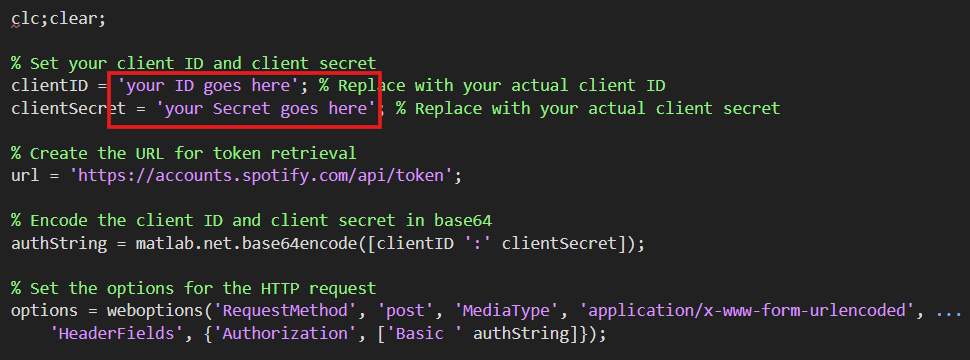 clc;clear;
% Set your client ID and client secret
clientID = 'your ID goes here'; % Replace with your actual client ID
clientSecret = 'your Secret goes here'; % Replace with your actual client secret
% Create the URL for token retrieval
url = 'https://accounts.spotify.com/api/token';
% Encode the client ID and client secret in base64
authString = matlab.net.base64encode([clientID ':' clientSecret]);
% Set the options for the HTTP request
options = weboptions('RequestMethod', 'post', 'MediaType', 'application/x-www-form-urlencoded', ...
'HeaderFields', {'Authorization', ['Basic ' authString]});